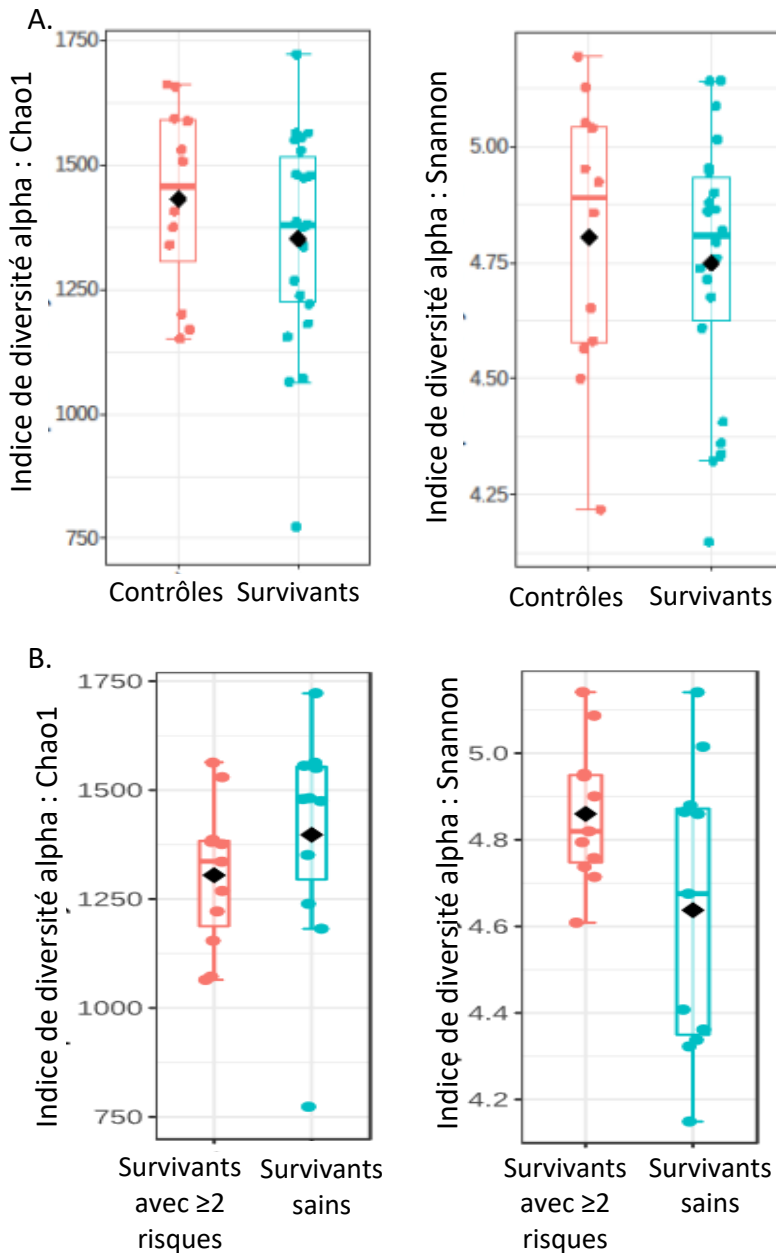 A.
Indice de diversité alpha : Chao1
1750
1500
1250
1000
750
Contrôles Survivants
Indice de diversité alpha : Snannon
5.00
4.75
4.50
4.25
Contrôles Survivants
B.
Indice de diversité alpha : Chao1
1750
1500
1250
1000
750
Survivants
avec ≥2
risques
Survivants
sains
Indice de diversité alpha : Snannon
5.0
4.8
4.6
4.4
4.2
Survivants
avec ≥2
risques
Survivants
sains